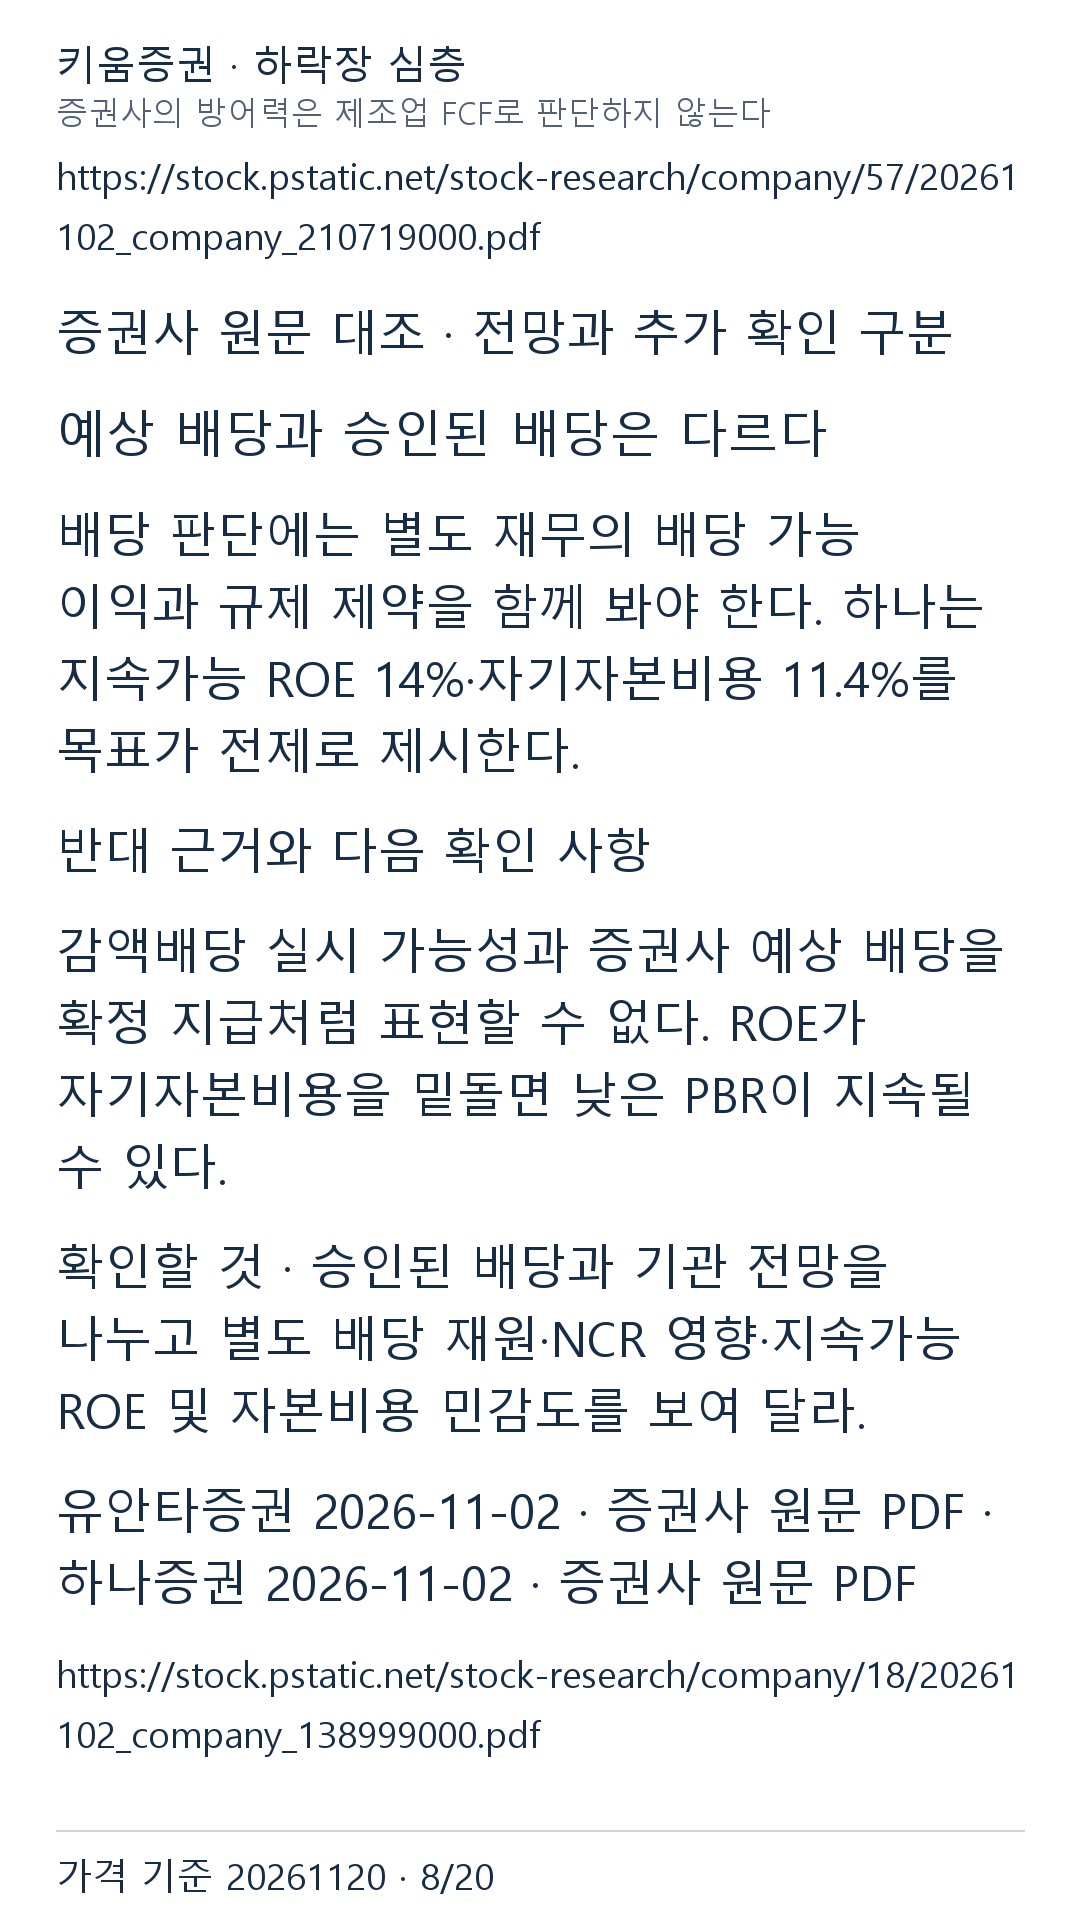 키움증권 · 하락장 심층
증권사의 방어력은 제조업 FCF로 판단하지 않는다
https://stock.pstatic.net/stock-research/company/57/20261
102_company_210719000.pdf
증권사 원문 대조 · 전망과 추가 확인 구분
예상 배당과 승인된 배당은 다르다
배당 판단에는 별도 재무의 배당 가능
이익과 규제 제약을 함께 봐야 한다. 하나는
지속가능 ROE 14%·자기자본비용 11.4%를
목표가 전제로 제시한다.
반대 근거와 다음 확인 사항
감액배당 실시 가능성과 증권사 예상 배당을
확정 지급처럼 표현할 수 없다. ROE가
자기자본비용을 밑돌면 낮은 PBR이 지속될
수 있다.
확인할 것 · 승인된 배당과 기관 전망을
나누고 별도 배당 재원·NCR 영향·지속가능
ROE 및 자본비용 민감도를 보여 달라.
유안타증권 2026-11-02 · 증권사 원문 PDF ·
하나증권 2026-11-02 · 증권사 원문 PDF
https://stock.pstatic.net/stock-research/company/18/20261
102_company_138999000.pdf
가격 기준 20261120 · 8/20